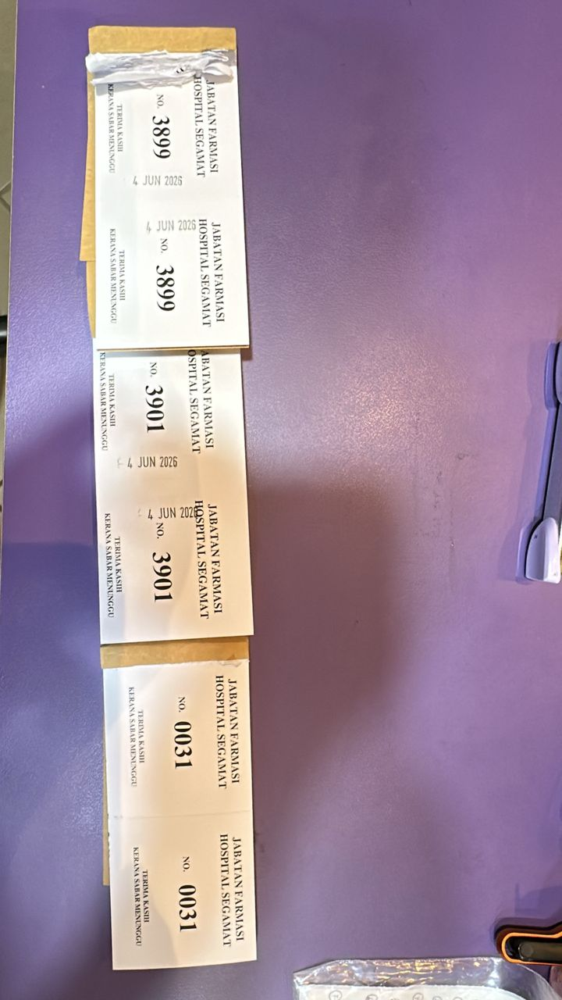 JABATAN FARMASI
HOSPITAL SEGAMAT
NO. 3899
4 JUN 2026
TERIMA KASIH
KERANA SABAR MENUNGGU
JABATAN FARMASI
HOSPITAL SEGAMAT
4 JUN 2026
NO. 3899
TERIMA KASIH
KERANA SABAR MENUNGGU
ABATAN FARMASI
OSPITAL SEGAMAT
NO. 3901
4 JUN 2026
TERIMA KASIH
KERANA SABAR MENUNGGU
JABATAN FARMASI
HOSPITAL SEGAMAT
4 JUN 2026
NO. 3901
TERIMA KASIH
KERANA SABAR MENUNGGU
JABATAN FARMASI
HOSPITAL SEGAMAT
NO. 0031
TERIMA KASIH
KERANA SABAR MENUNGGU
JABATAN FARMASI
HOSPITAL SEGAMAT
NO. 0031
TERIMA KASIH
KERANA SABAR MENUNGGU